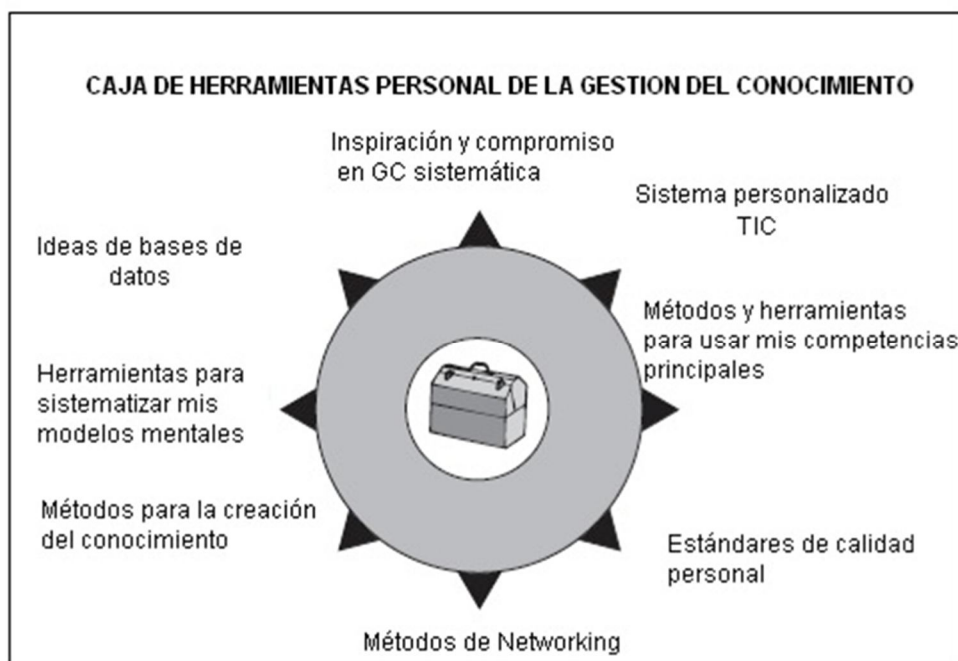 CAJA DE HERRAMIENTAS PERSONAL DE LA GESTION DEL CONOCIMIENTO
Inspiración y compromiso
en GC sistemática
Sistema personalizado
TIC
Métodos y herramientas
para usar mis competencias
principales
Estándares de calidad
personal
Métodos de Networking
Métodos para la creación
del conocimiento
Herramientas para
sistematizar mis
modelos mentales
Ideas de bases de
datos